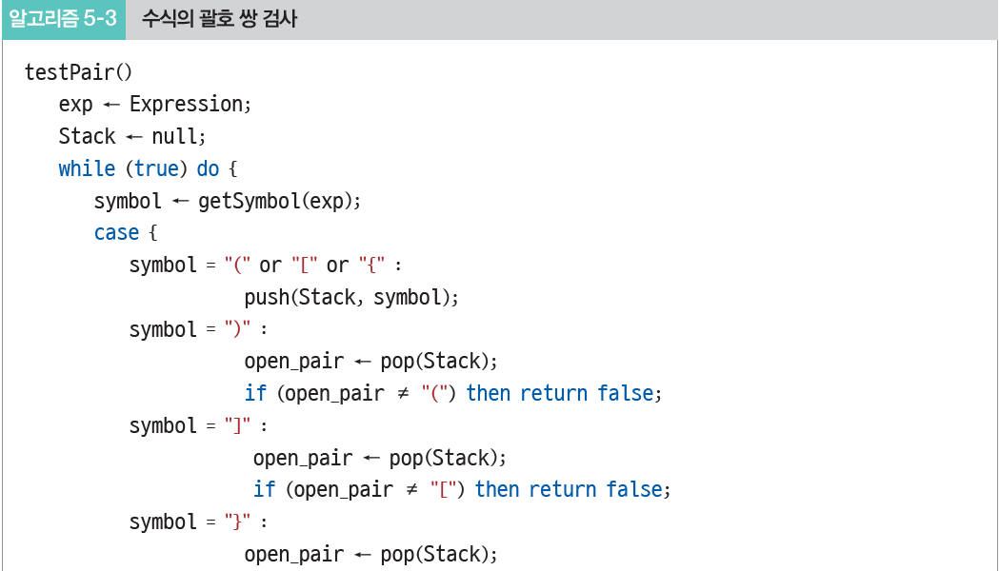 알고리즘 5-3 수식의 괄호 쌍 검사
testPair()
exp ← Expression;
Stack ← null;
while (true) do {
symbol ← getSymbol(exp);
case {
symbol = "(" or "[" or "{" :
push(Stack, symbol);
symbol = ")" :
open_pair ← pop(Stack);
if (open_pair ≠ "(") then return false;
symbol = "]" :
open_pair ← pop(Stack);
if (open_pair ≠ "[") then return false;
symbol = "}" :
open_pair ← pop(Stack);